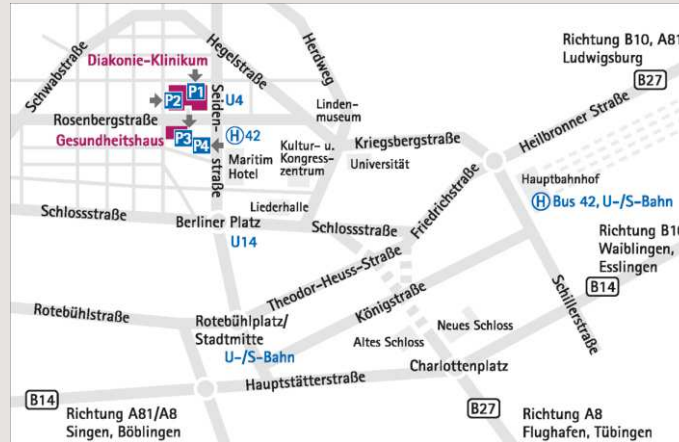 Richtung B10, A81
Ludwigsburg
B27
Schwabstraße
Diakonie-Klinikum
Hegelstraße
Herdweg
P1
P2
U4
Seiden-
straße
Linden-
museum
Rosenbergstraße
Gesundheitshaus
P3
P4
H 42
Maritim
Hotel
Kultur- u.
Kongress-
zentrum
Kriegsbergstraße
Universität
Heilbronner Straße
Hauptbahnhof
H Bus 42, U-/S-Bahn
Friedrichstraße
Schlossstraße
Berliner Platz
U14
Liederhalle
Schlossstraße
Richtung B10
Waiblingen,
Esslingen
B14
Schillerstraße
Theodor-Heuss-Straße
Königstraße
Rotebühlstraße
Rotebühlplatz/
Stadtmitte
U-/S-Bahn
Altes Schloss
Neues Schloss
Charlottenplatz
Hauptstätterstraße
B14
Richtung A81/A8
Singen, Böblingen
B27
Richtung A8
Flughafen, Tübingen